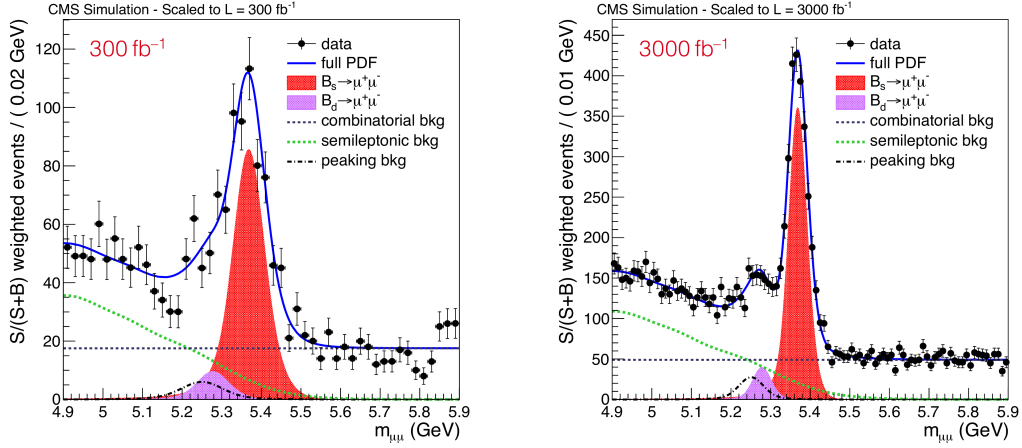 CMS Simulation - Scaled to L = 300 fb⁻¹
S/(S+B) weighted events / ( 0.02 GeV)
120
100
80
60
40
20
0
300 fb⁻¹
data
full PDF
Bₛ→μ⁺μ⁻
B_d→μ⁺μ⁻
combinatorial bkg
semileptonic bkg
peaking bkg
4.9 5 5.1 5.2 5.3 5.4 5.5 5.6 5.7 5.8 5.9
m_μμ (GeV)
CMS Simulation - Scaled to L = 3000 fb⁻¹
S/(S+B) weighted events / ( 0.01 GeV)
450
400
350
300
250
200
150
100
50
0
3000 fb⁻¹
data
full PDF
Bₛ→μ⁺μ⁻
B_d→μ⁺μ⁻
combinatorial bkg
semileptonic bkg
peaking bkg
4.9 5 5.1 5.2 5.3 5.4 5.5 5.6 5.7 5.8 5.9
m_μμ (GeV)